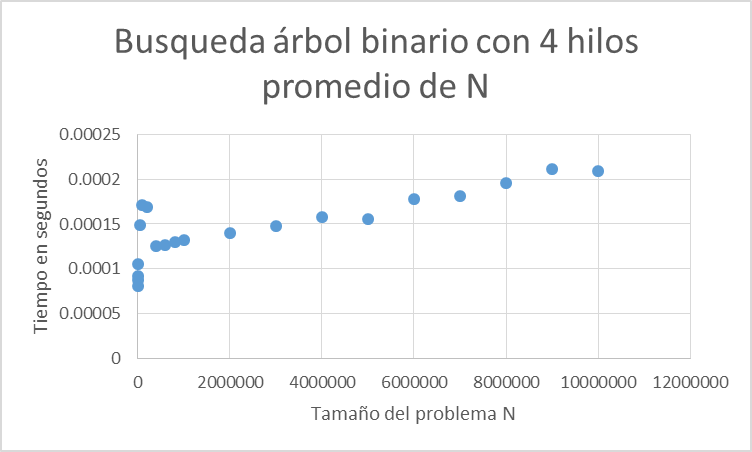 Busqueda árbol binario con 4 hilos
promedio de N
Tiempo en segundos
0.00025
0.0002
0.00015
0.0001
0.00005
0
0 2000000 4000000 6000000 8000000 10000000 12000000
Tamaño del problema N